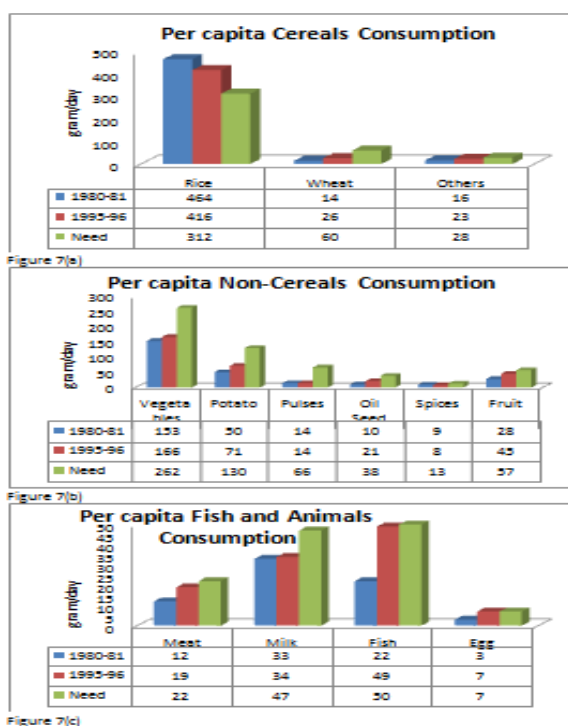 Per capita Cereals Consumption
500
400
300
200
100
0
gram/day
Rice Wheat Others
1980-81 464 14 16
1995-96 416 26 23
Need 312 60 28
Figure 7(a)
Per capita Non-Cereals Consumption
300
250
200
150
100
50
0
gram/day
Vegeta Potato Pulses Oil Spices Fruit
bles Seed
1980-81 153 50 14 10 9 28
1995-96 166 71 14 21 8 45
Need 262 130 66 38 13 57
Figure 7(b)
Per capita Fish and Animals
Consumption
50
45
40
35
30
25
20
15
10
5
0
gram/day
Meat Milk Fish Egg
1980-81 12 33 22 3
1995-96 19 34 49 7
Need 22 47 50 7
Figure 7(c)